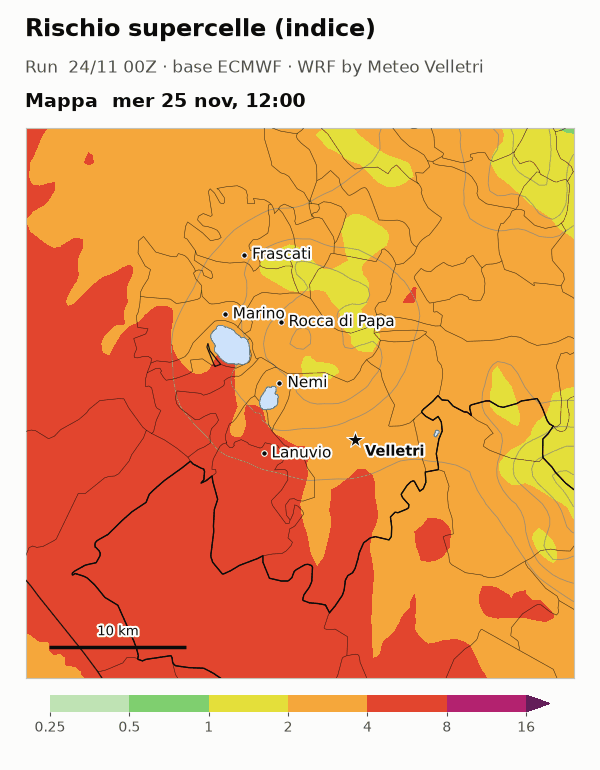 Rischio supercelle (indice)
Run  24/11 00Z · base ECMWF · WRF by Meteo Velletri
Mappa  mer 25 nov, 12:00
Frascati
Marino
Rocca di Papa
Nemi
Velletri
Lanuvio
10 km
0.25 0.5 1 2 4 8 16